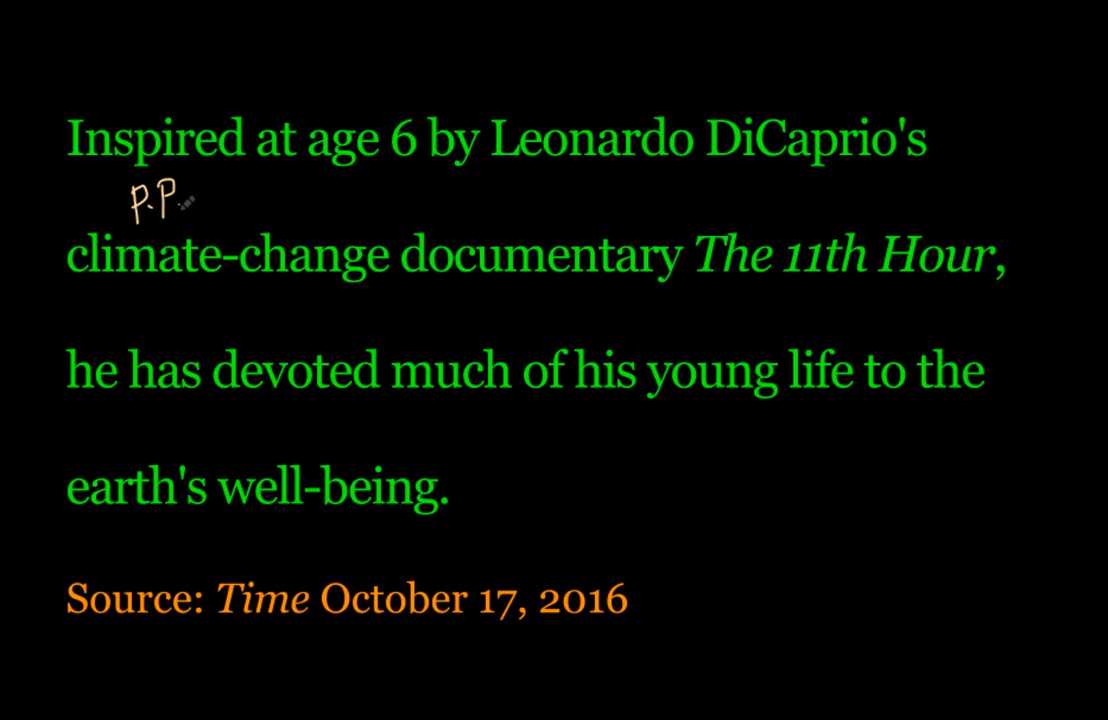 Inspired at age 6 by Leonardo DiCaprio's
P.P.
climate-change documentary The 11th Hour,
he has devoted much of his young life to the
earth's well-being.
Source: Time October 17, 2016